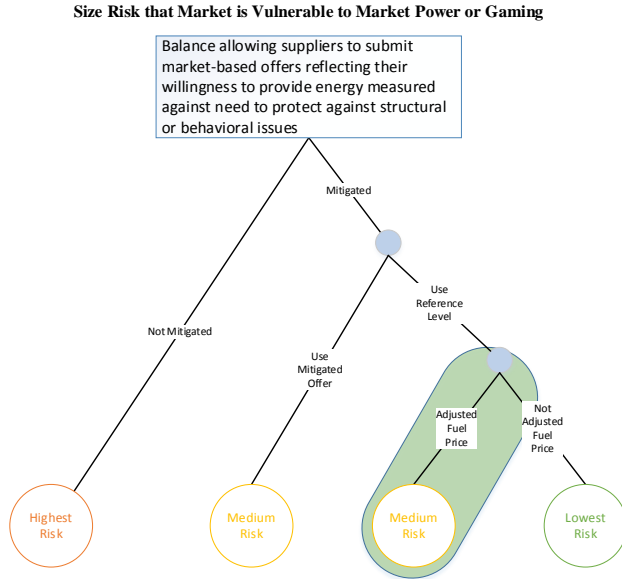 Size Risk that Market is Vulnerable to Market Power or Gaming
Balance allowing suppliers to submit
market-based offers reflecting their
willingness to provide energy measured
against need to protect against structural
or behavioral issues
Mitigated
Not Mitigated
Use
Reference
Level
Use
Mitigated
Offer
Adjusted
Fuel
Price
Not
Adjusted
Fuel
Price
Highest
Risk
Medium
Risk
Medium
Risk
Lowest
Risk